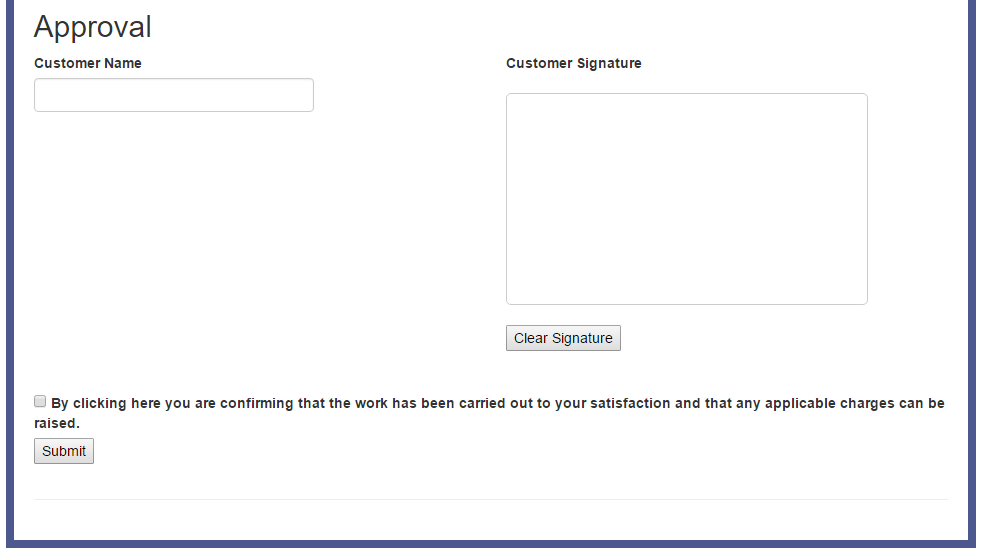 Approval
Customer Name
Customer Signature
Clear Signature
By clicking here you are confirming that the work has been carried out to your satisfaction and that any applicable charges can be
raised.
Submit